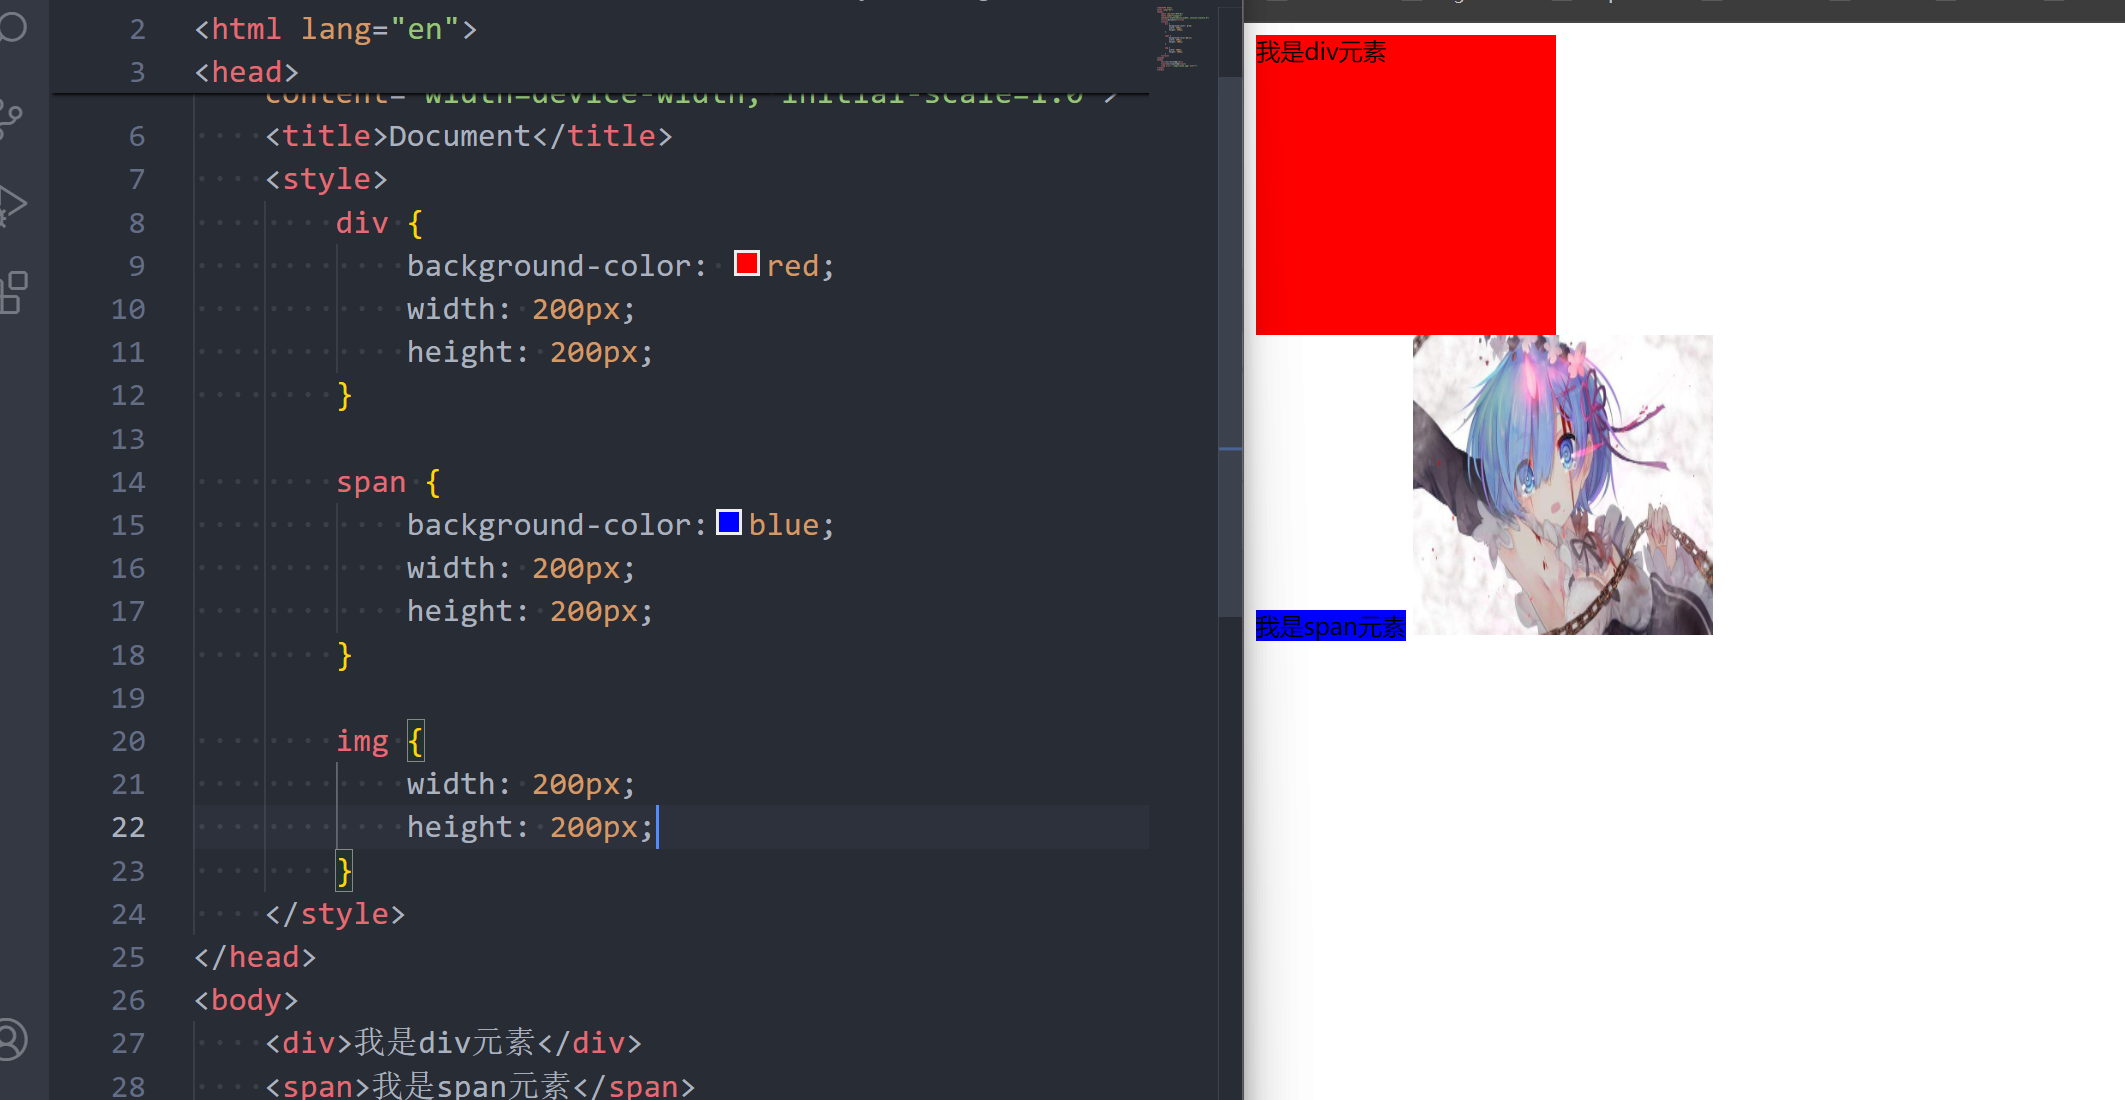 2 <html lang="en">
3 <head>
content="width=device-width, initial-scale=1.0">
6 <title>Document</title>
7 <style>
8 div {
9 background-color: red;
10 width: 200px;
11 height: 200px;
12 }
13
14 span {
15 background-color: blue;
16 width: 200px;
17 height: 200px;
18 }
19
20 img {
21 width: 200px;
22 height: 200px;
23 }
24 </style>
25 </head>
26 <body>
27 <div>我是div元素</div>
28 <span>我是span元素</span>
我是div元素
我是span元素